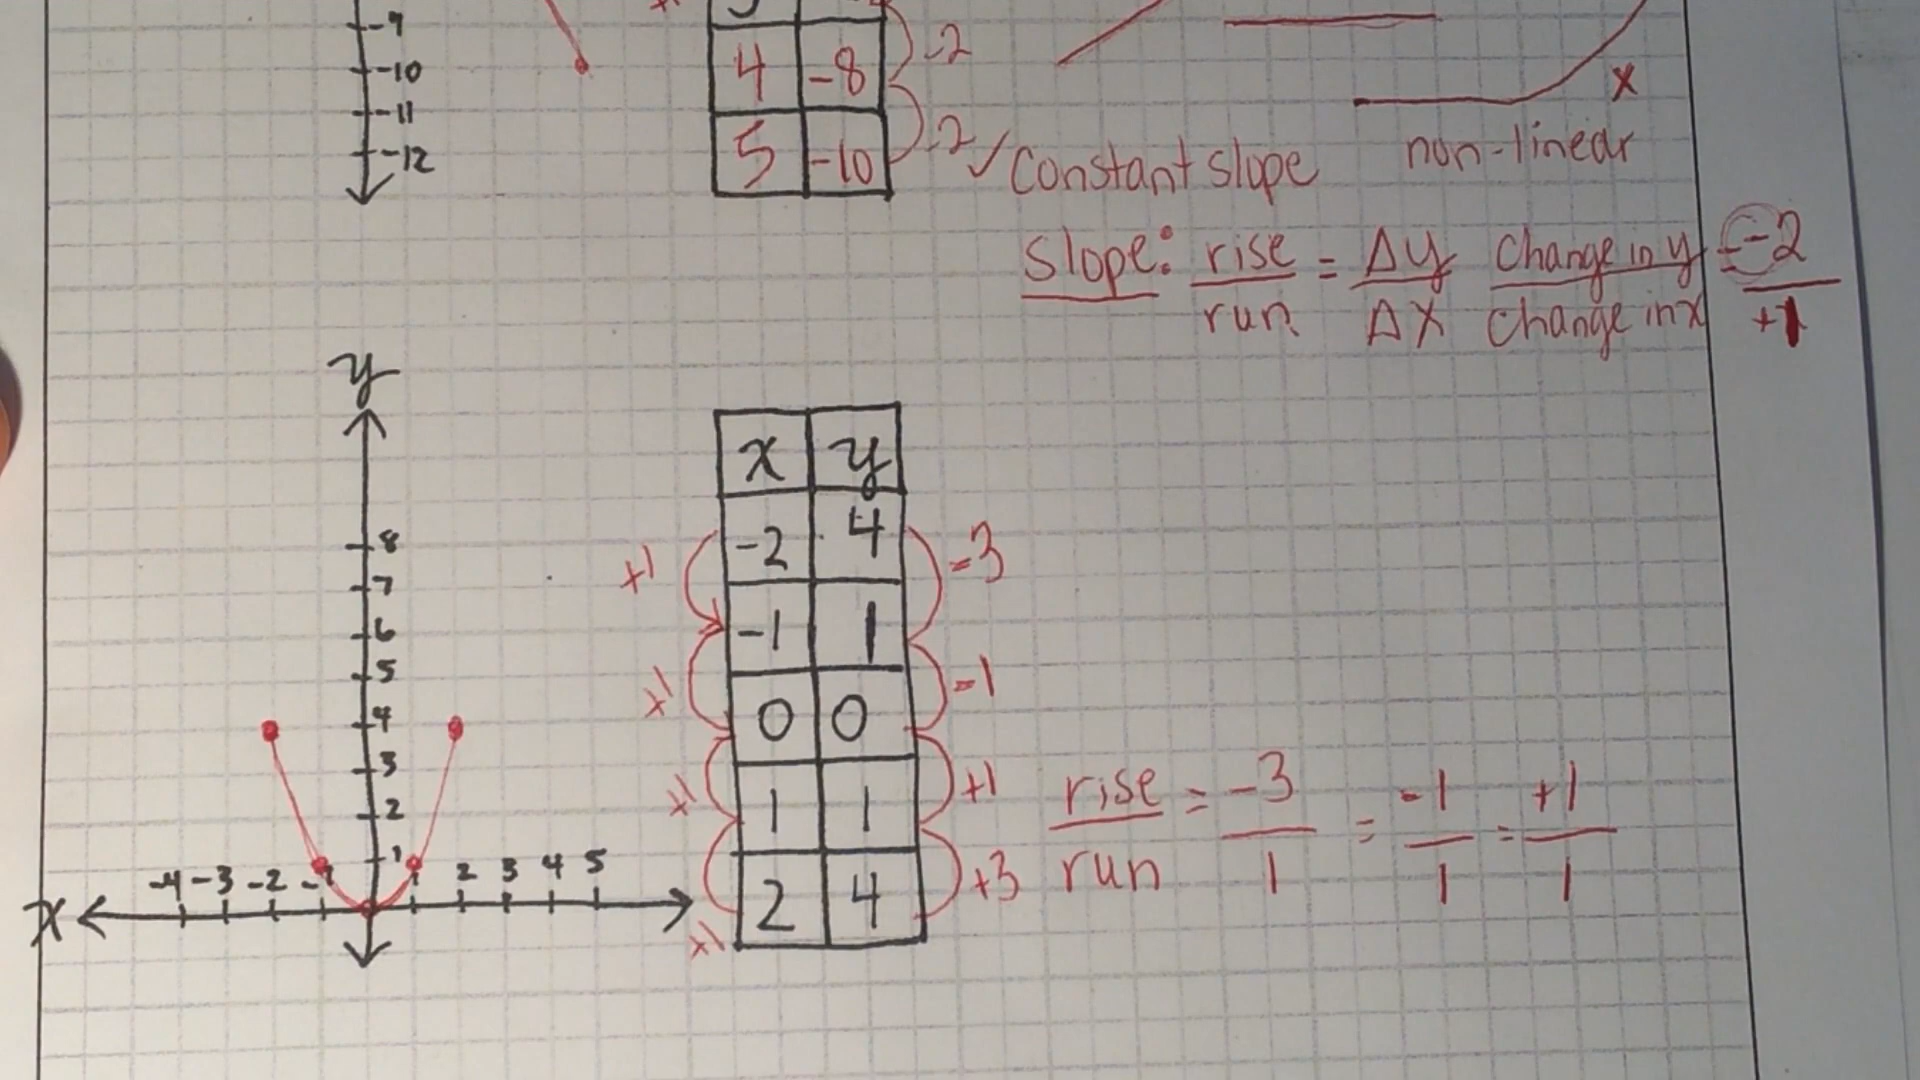 -9
-10
-11
-12
4 -8
5 -10
-2
-2
✓ Constant slope
non-linear
x
slope: rise = Δy change in y = -2
run Δx change in x +1
y
8
7
6
5
4
3
2
1
-4 -3 -2 -1 1 2 3 4 5
x
x y
-2 4
-1 1
0 0
1 1
2 4
+1
+1
+1
+1
-3
-1
+1
+3
rise = -3 = -1 = +1
run 1 1 1